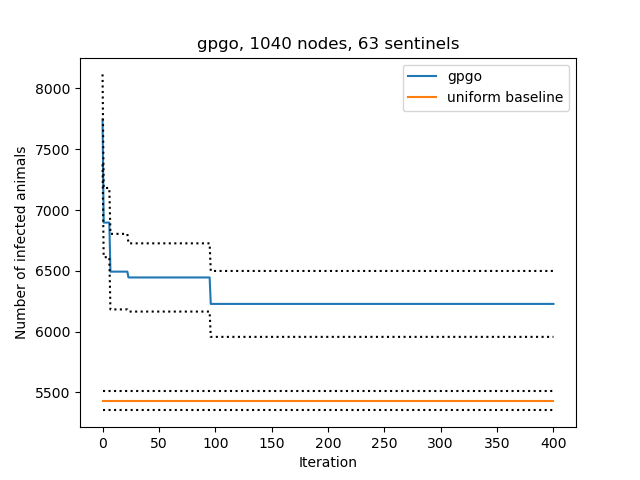 gpgo, 1040 nodes, 63 sentinels
gpgo
uniform baseline
Number of infected animals
8000
7500
7000
6500
6000
5500
0 50 100 150 200 250 300 350 400
Iteration